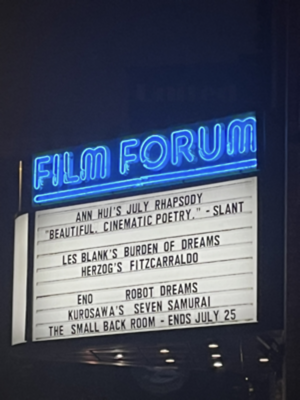 FILM FORUM
ANN HUI'S JULY RHAPSODY
"BEAUTIFUL. CINEMATIC POETRY." - SLANT
LES BLANK'S BURDEN OF DREAMS
HERZOG'S FITZCARRALDO
ENO ROBOT DREAMS
KUROSAWA'S SEVEN SAMURAI
THE SMALL BACK ROOM - ENDS JULY 25